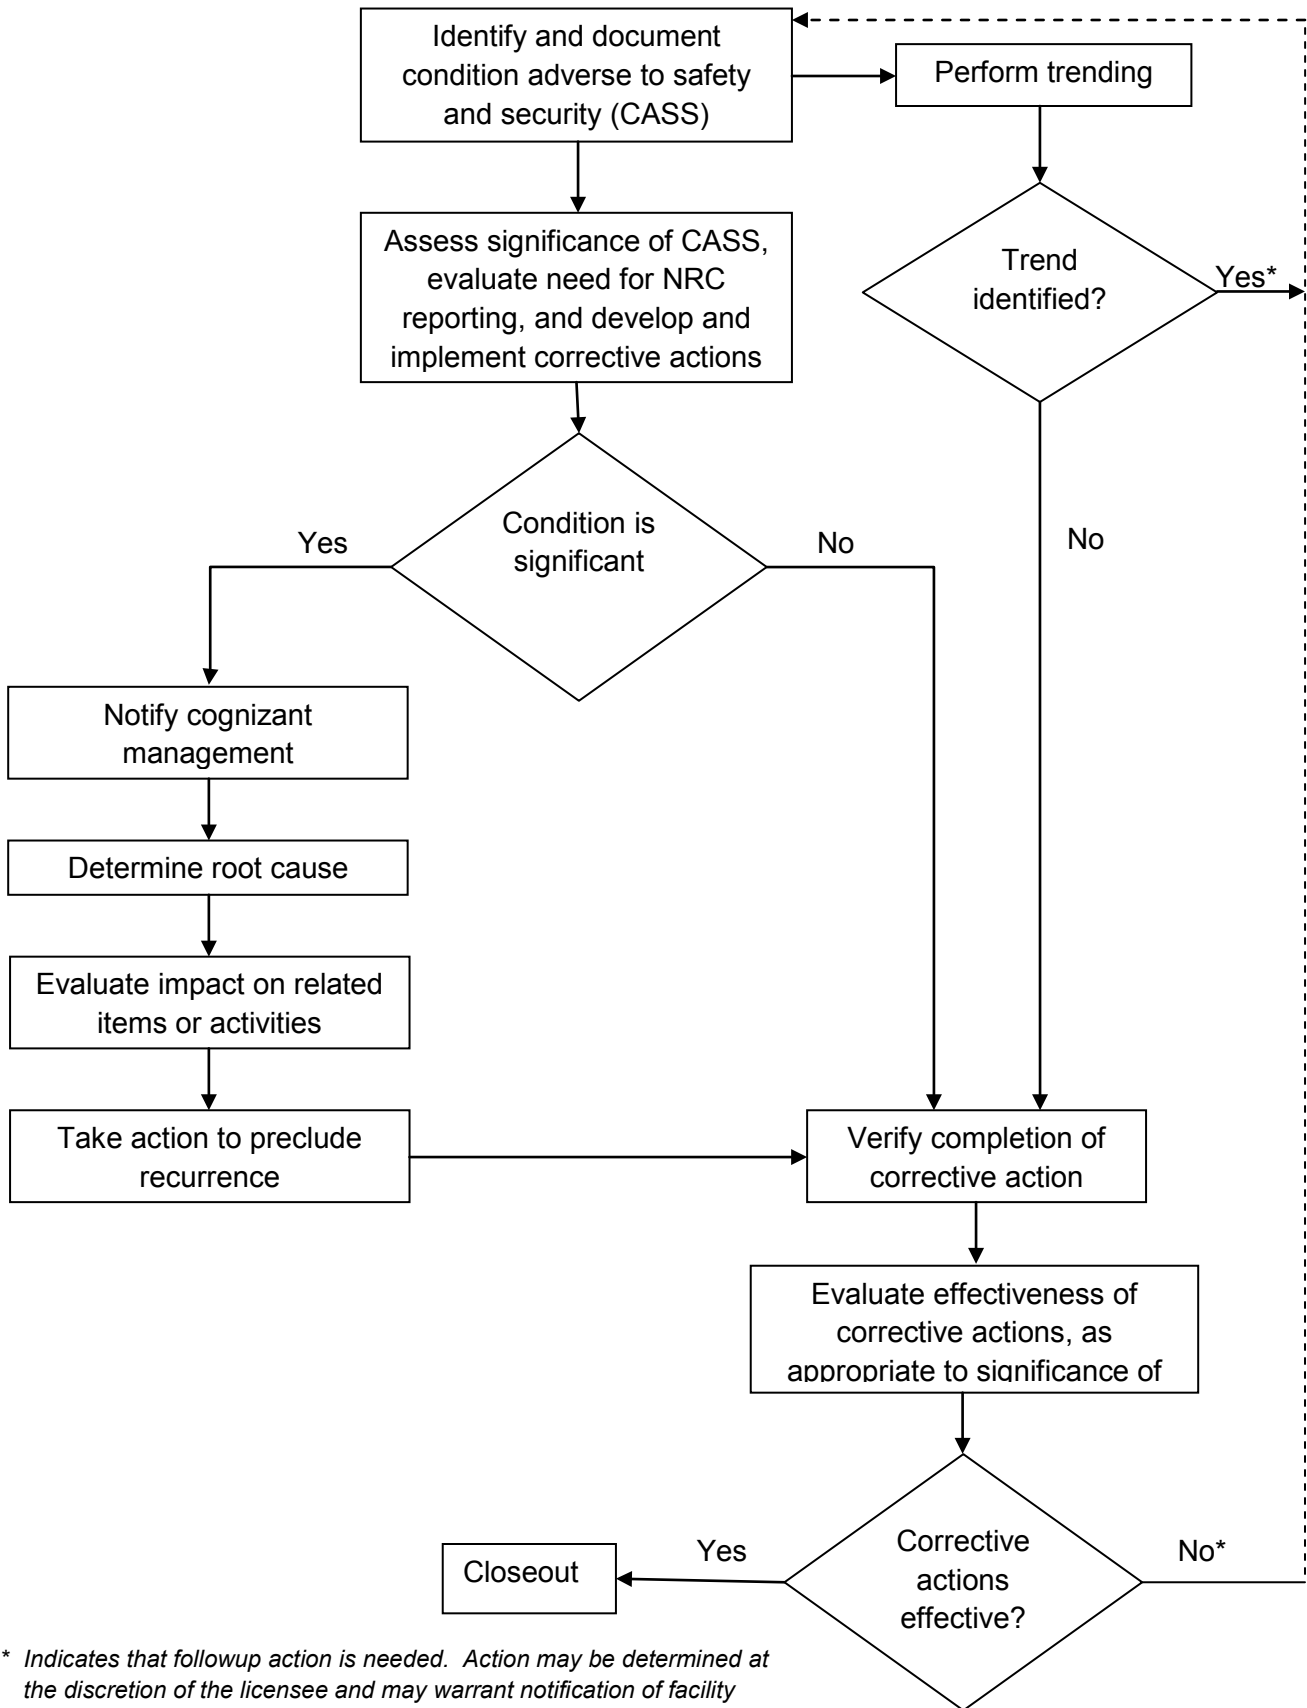 Identify and document
condition adverse to safety
and security (CASS)
Perform trending
Assess significance of CASS,
evaluate need for NRC
reporting, and develop and
implement corrective actions
Trend
identified?
Yes*
Condition is
significant
Yes
No
No
Notify cognizant
management
Determine root cause
Evaluate impact on related
items or activities
Take action to preclude
recurrence
Verify completion of
corrective action
Evaluate effectiveness of
corrective actions, as
appropriate to significance of
Corrective
actions
effective?
Yes
No*
Closeout
* Indicates that followup action is needed. Action may be determined at
the discretion of the licensee and may warrant notification of facility